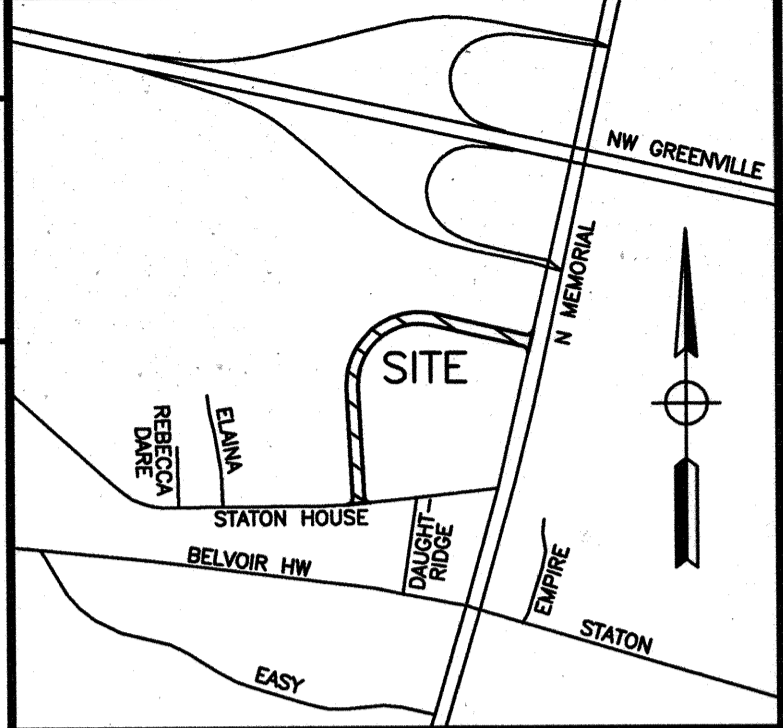 NW GREENVILLE
N MEMORIAL
SITE
REBECCA
DARE
ELAINA
STATON HOUSE
DAUGHT-
RIDGE
BELVOIR HW
EMPIRE
STATON
EASY